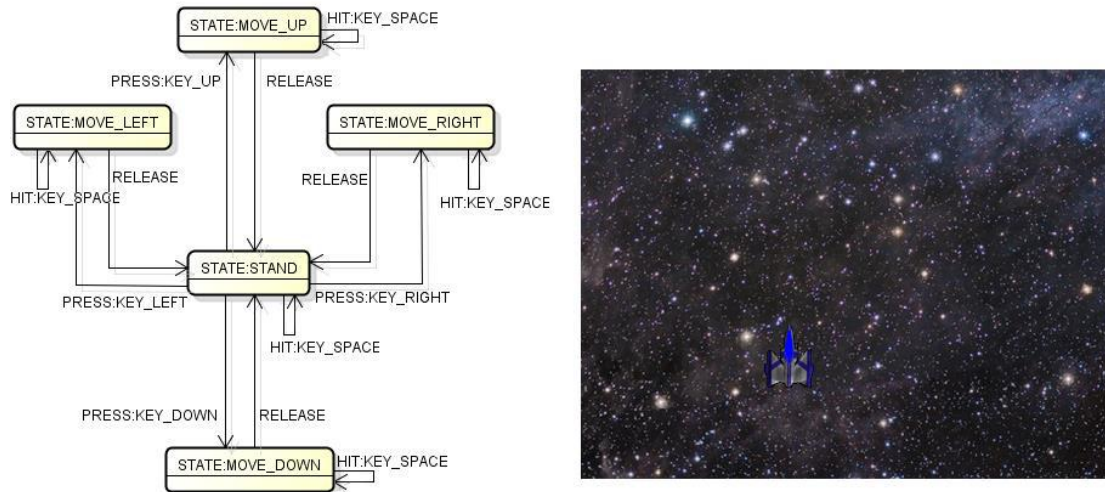 STATE:MOVE_UP
HIT:KEY_SPACE
PRESS:KEY_UP
RELEASE
STATE:MOVE_LEFT
STATE:MOVE_RIGHT
RELEASE
RELEASE
HIT:KEY_SPACE
HIT:KEY_SPACE
STATE:STAND
PRESS:KEY_LEFT
PRESS:KEY_RIGHT
HIT:KEY_SPACE
PRESS:KEY_DOWN
RELEASE
STATE:MOVE_DOWN
HIT:KEY_SPACE